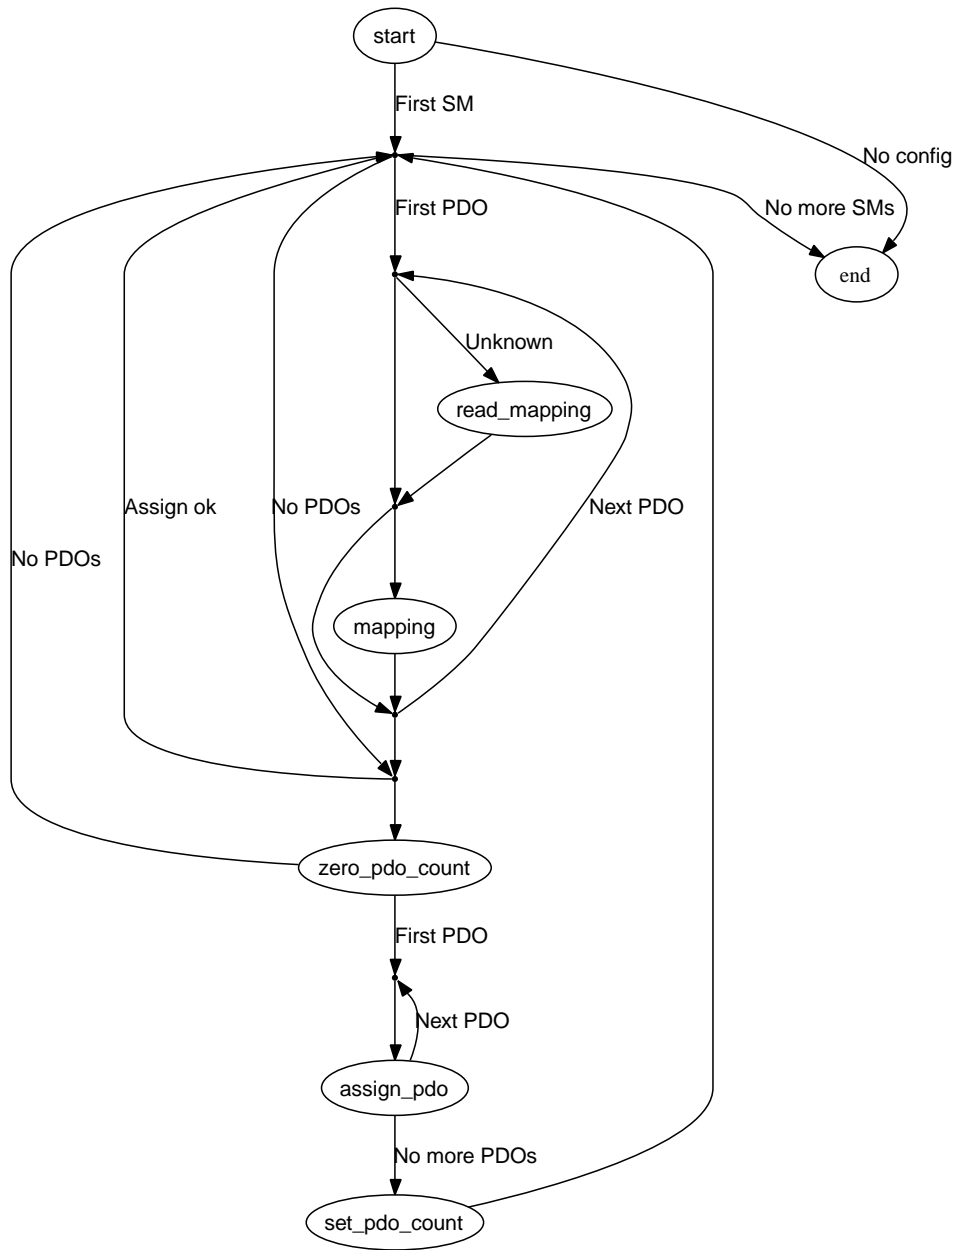 start
First SM
No config
First PDO
No more SMs
end
Unknown
read_mapping
Assign ok
No PDOs
Next PDO
No PDOs
mapping
zero_pdo_count
First PDO
Next PDO
assign_pdo
No more PDOs
set_pdo_count